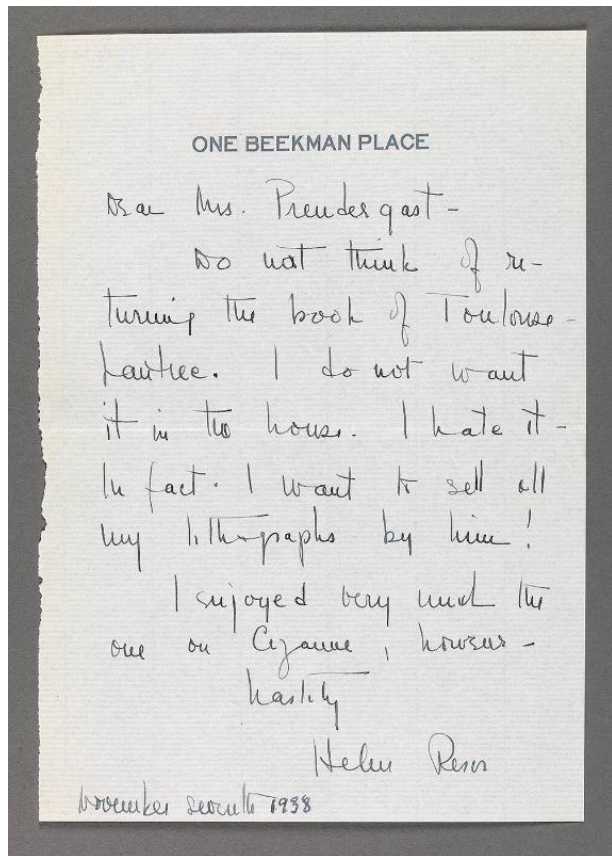 ONE BEEKMAN PLACE
Dear Mrs. Prendergast -
Do not think of re-
turning the book of Toulouse-
Lautrec. I do not want
it in the house. I hate it -
In fact. I want to sell all
my lithographs by him!
I enjoyed very much the
one on Cézanne, however -
hastily
Helen Resor
November seventh 1938